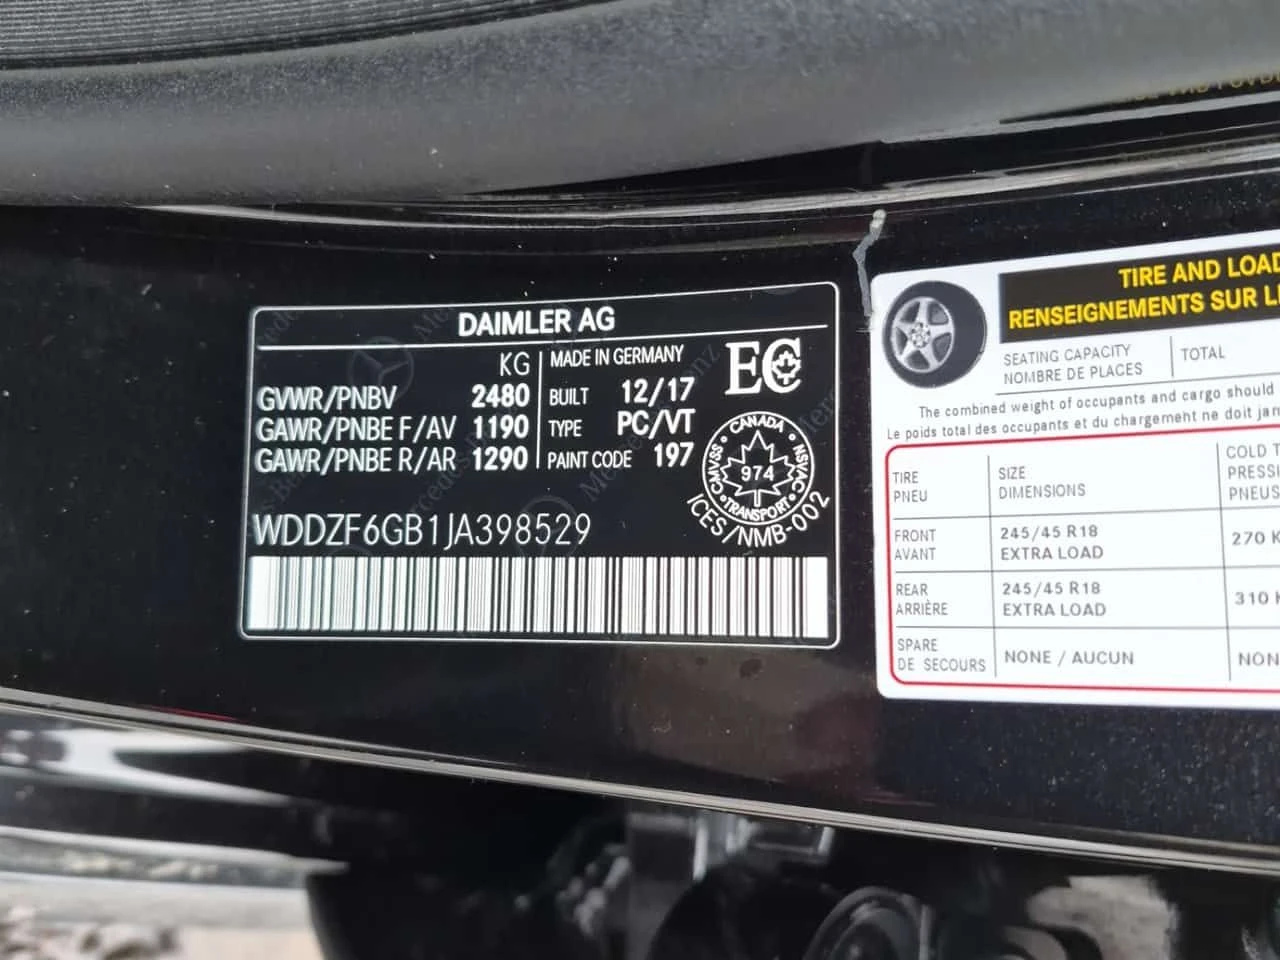 DAIMLER AG
KG
GVWR/PNBV 2480
GAWR/PNBE F/AV 1190
GAWR/PNBE R/AR 1290
MADE IN GERMANY
BUILT 12/17
TYPE PC/VT
PAINT CODE 197
EC
CANADA
NSVAC
TRANSPORT
CMVSS
974
ICES/NMB-002
WDDZF6GB1JA398529
TIRE AND LOAD
RENSEIGNEMENTS SUR
SEATING CAPACITY
NOMBRE DE PLACES
TOTAL
The combined weight of occupants and cargo should
Le poids total des occupants et du chargement ne doit
TIRE
PNEU
SIZE
DIMENSIONS
COLD
PNEUS
FRONT
AVANT
245/45 R18
EXTRA LOAD
270
REAR
ARRIÈRE
245/45 R18
EXTRA LOAD
310
SPARE
DE SECOURS
NONE / AUCUN